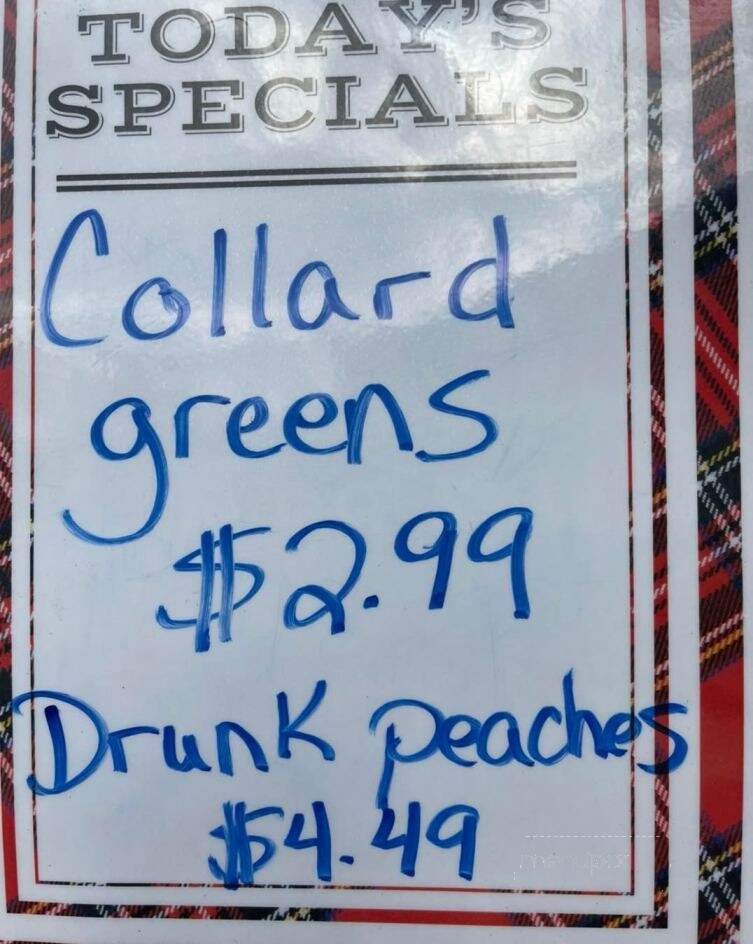 TODAY'S
SPECIALS
Collard
greens
$2.99
Drunk peaches
$4.49